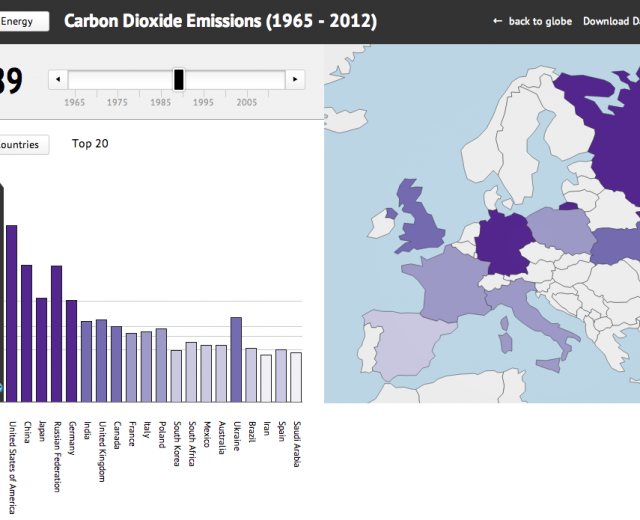 Energy
Carbon Dioxide Emissions (1965 - 2012)
← back to globe
Download Da
89
1965 1975 1985 1995 2005
ountries
Top 20
United States of America
China
Japan
Russian Federation
Germany
India
United Kingdom
Canada
France
Italy
Poland
South Korea
South Africa
Mexico
Australia
Ukraine
Brazil
Iran
Spain
Saudi Arabia